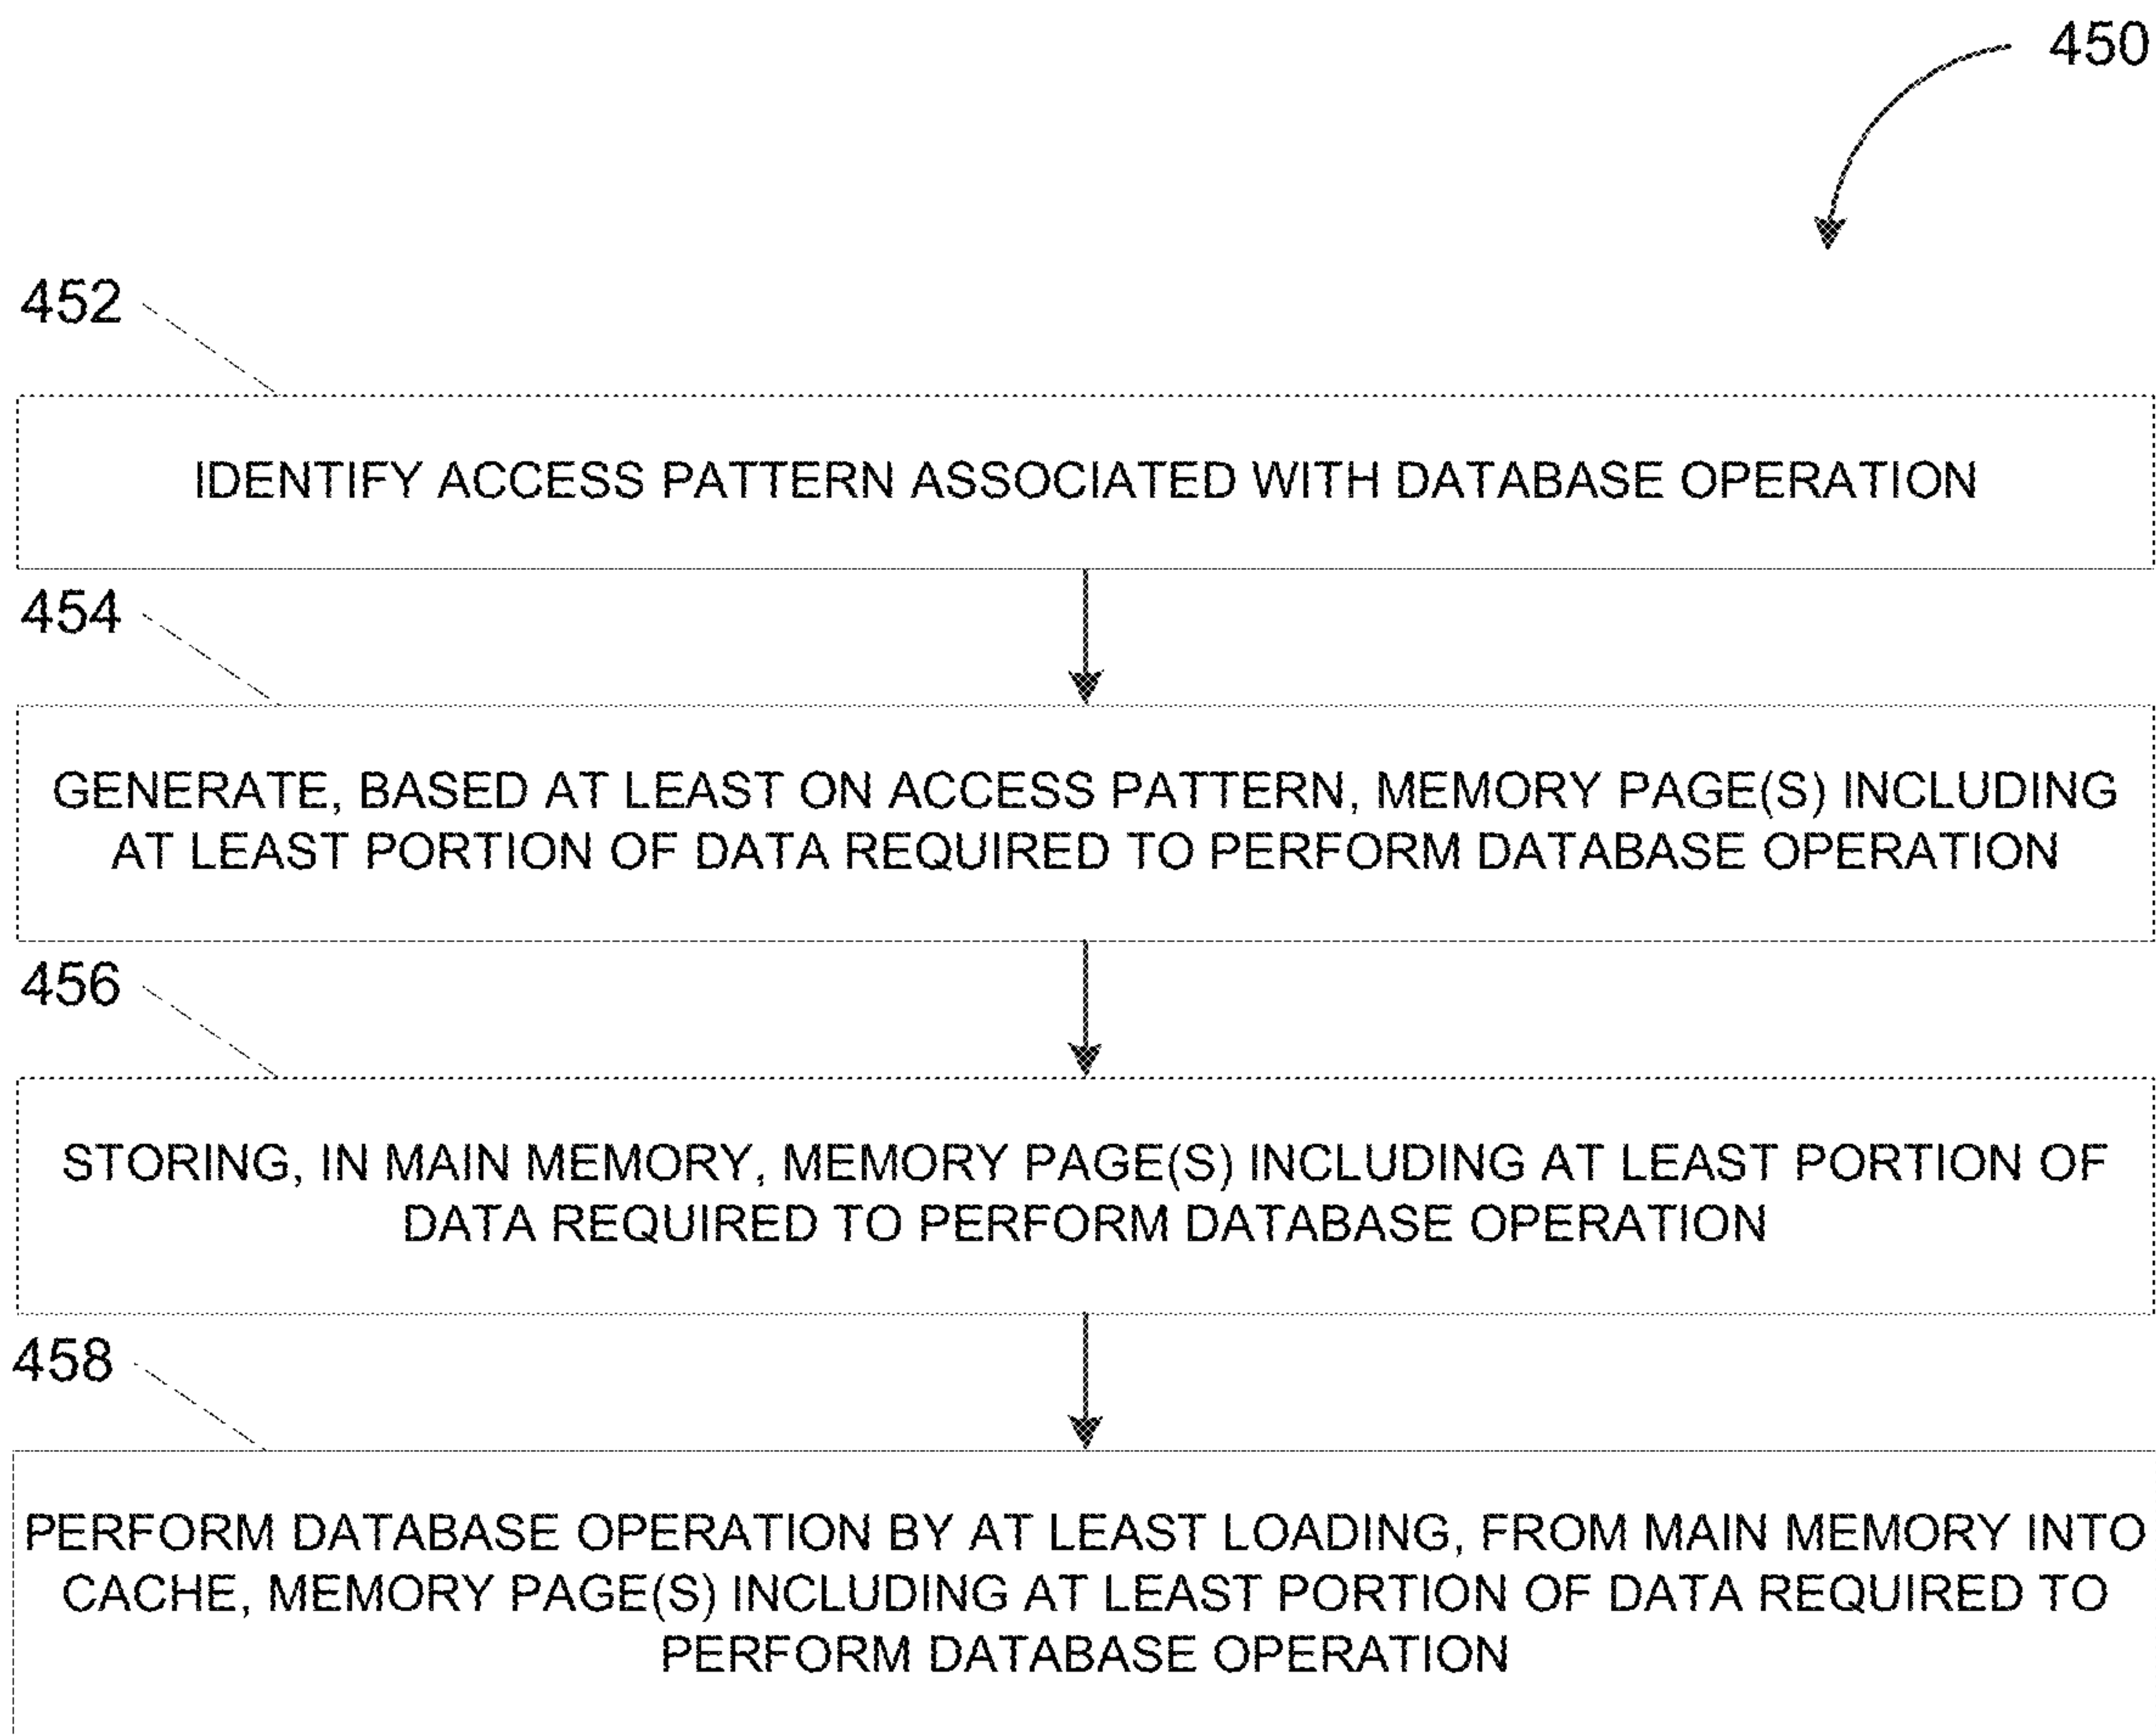 450
452
IDENTIFY ACCESS PATTERN ASSOCIATED WITH DATABASE OPERATION
454
GENERATE, BASED AT LEAST ON ACCESS PATTERN, MEMORY PAGE(S) INCLUDING
AT LEAST PORTION OF DATA REQUIRED TO PERFORM DATABASE OPERATION
456
STORING, IN MAIN MEMORY, MEMORY PAGE(S) INCLUDING AT LEAST PORTION OF
DATA REQUIRED TO PERFORM DATABASE OPERATION
458
PERFORM DATABASE OPERATION BY AT LEAST LOADING, FROM MAIN MEMORY INTO
CACHE, MEMORY PAGE(S) INCLUDING AT LEAST PORTION OF DATA REQUIRED TO
PERFORM DATABASE OPERATION